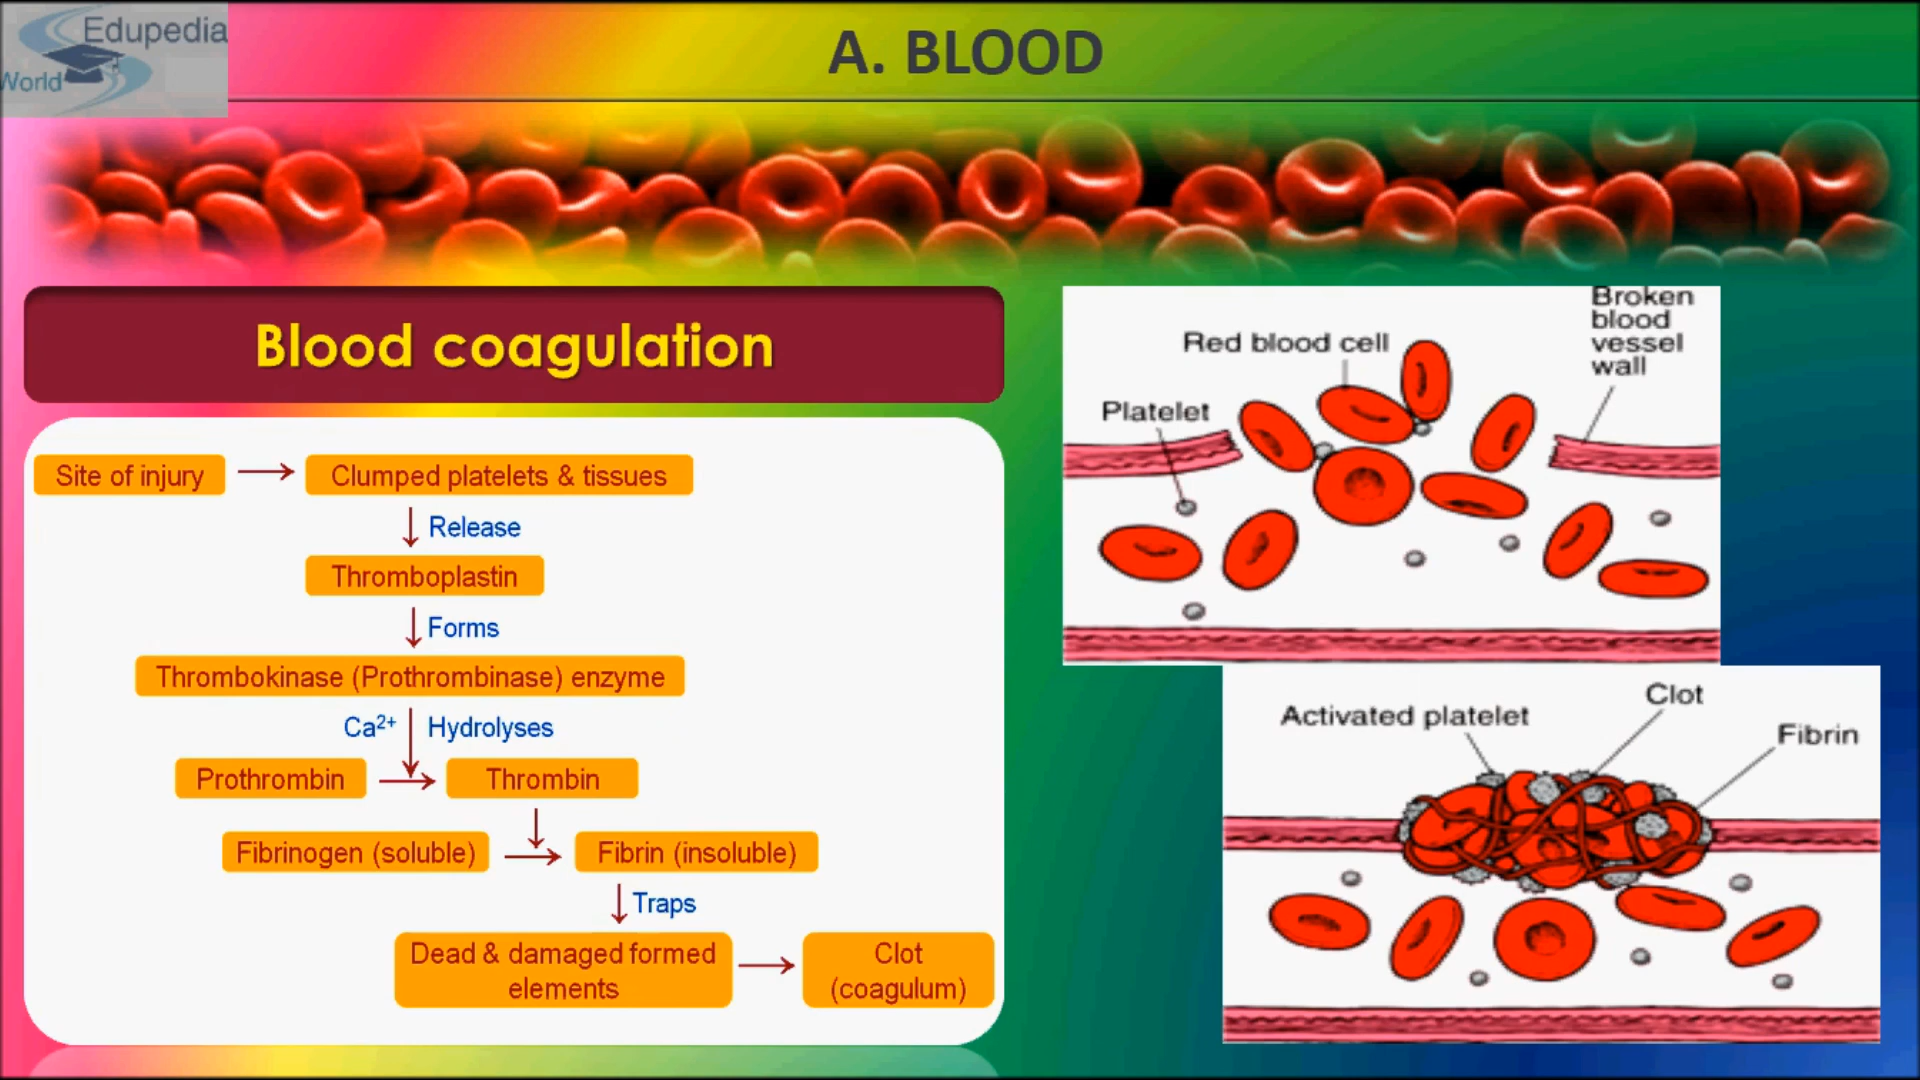 Edupedia
World
A. BLOOD
Blood coagulation
Site of injury
Clumped platelets & tissues
Release
Thromboplastin
Forms
Thrombokinase (Prothrombinase) enzyme
Ca²⁺
Hydrolyses
Prothrombin
Thrombin
Fibrinogen (soluble)
Fibrin (insoluble)
Traps
Dead & damaged formed
elements
Clot
(coagulum)
Broken
blood
vessel
wall
Red blood cell
Platelet
Clot
Activated platelet
Fibrin